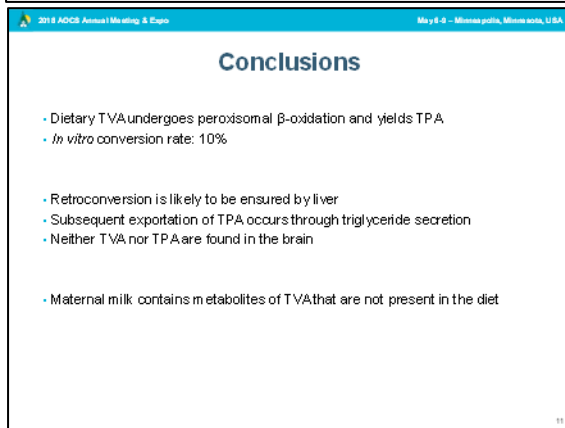 2018 AOCS Annual Meeting & Expo May 6-9 – Minneapolis, Minnesota, USA
Conclusions
• Dietary TVA undergoes peroxisomal β-oxidation and yields TPA
• In vitro conversion rate: 10%
• Retroconversion is likely to be ensured by liver
• Subsequent exportation of TPA occurs through triglyceride secretion
• Neither TVA nor TPA are found in the brain
• Maternal milk contains metabolites of TVA that are not present in the diet
11